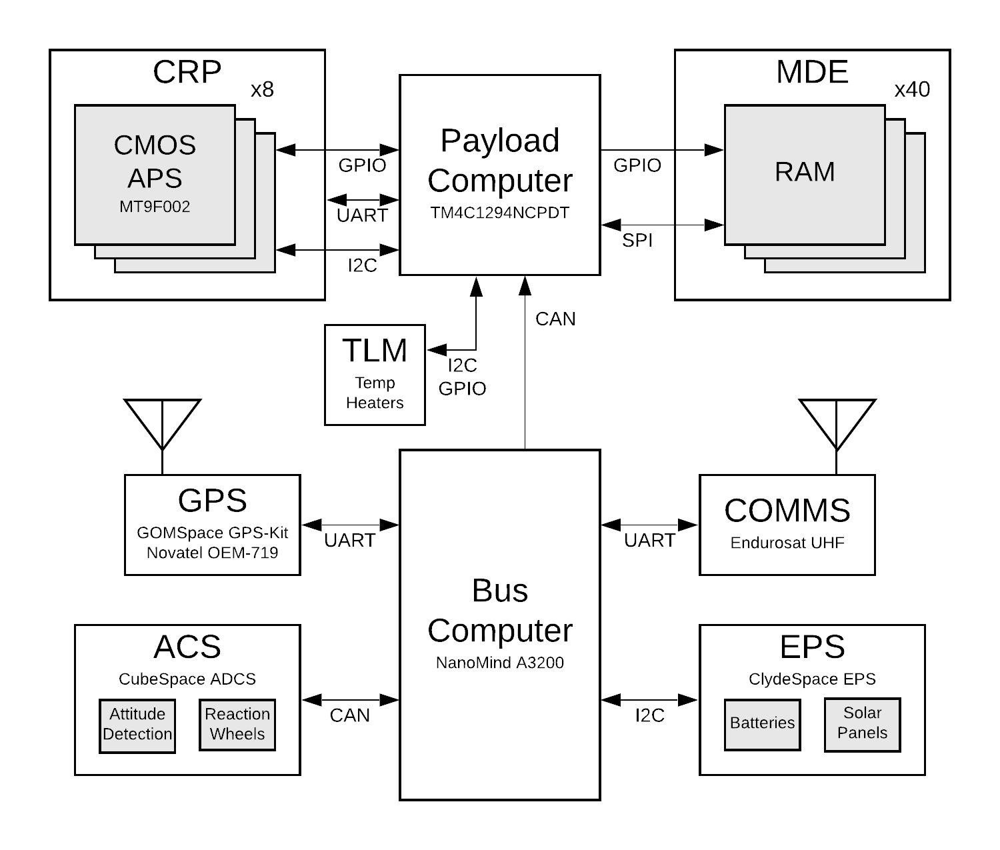 CRP
x8
CMOS
APS
MT9F002
GPIO
UART
I2C
Payload
Computer
TM4C1294NCPDT
GPIO
SPI
MDE
x40
RAM
CAN
TLM
Temp
Heaters
I2C
GPIO
GPS
GOMSpace GPS-Kit
Novatel OEM-719
UART
Bus
Computer
NanoMind A3200
UART
COMMS
Endurosat UHF
ACS
CubeSpace ADCS
Attitude
Detection
Reaction
Wheels
CAN
I2C
EPS
ClydeSpace EPS
Batteries
Solar
Panels